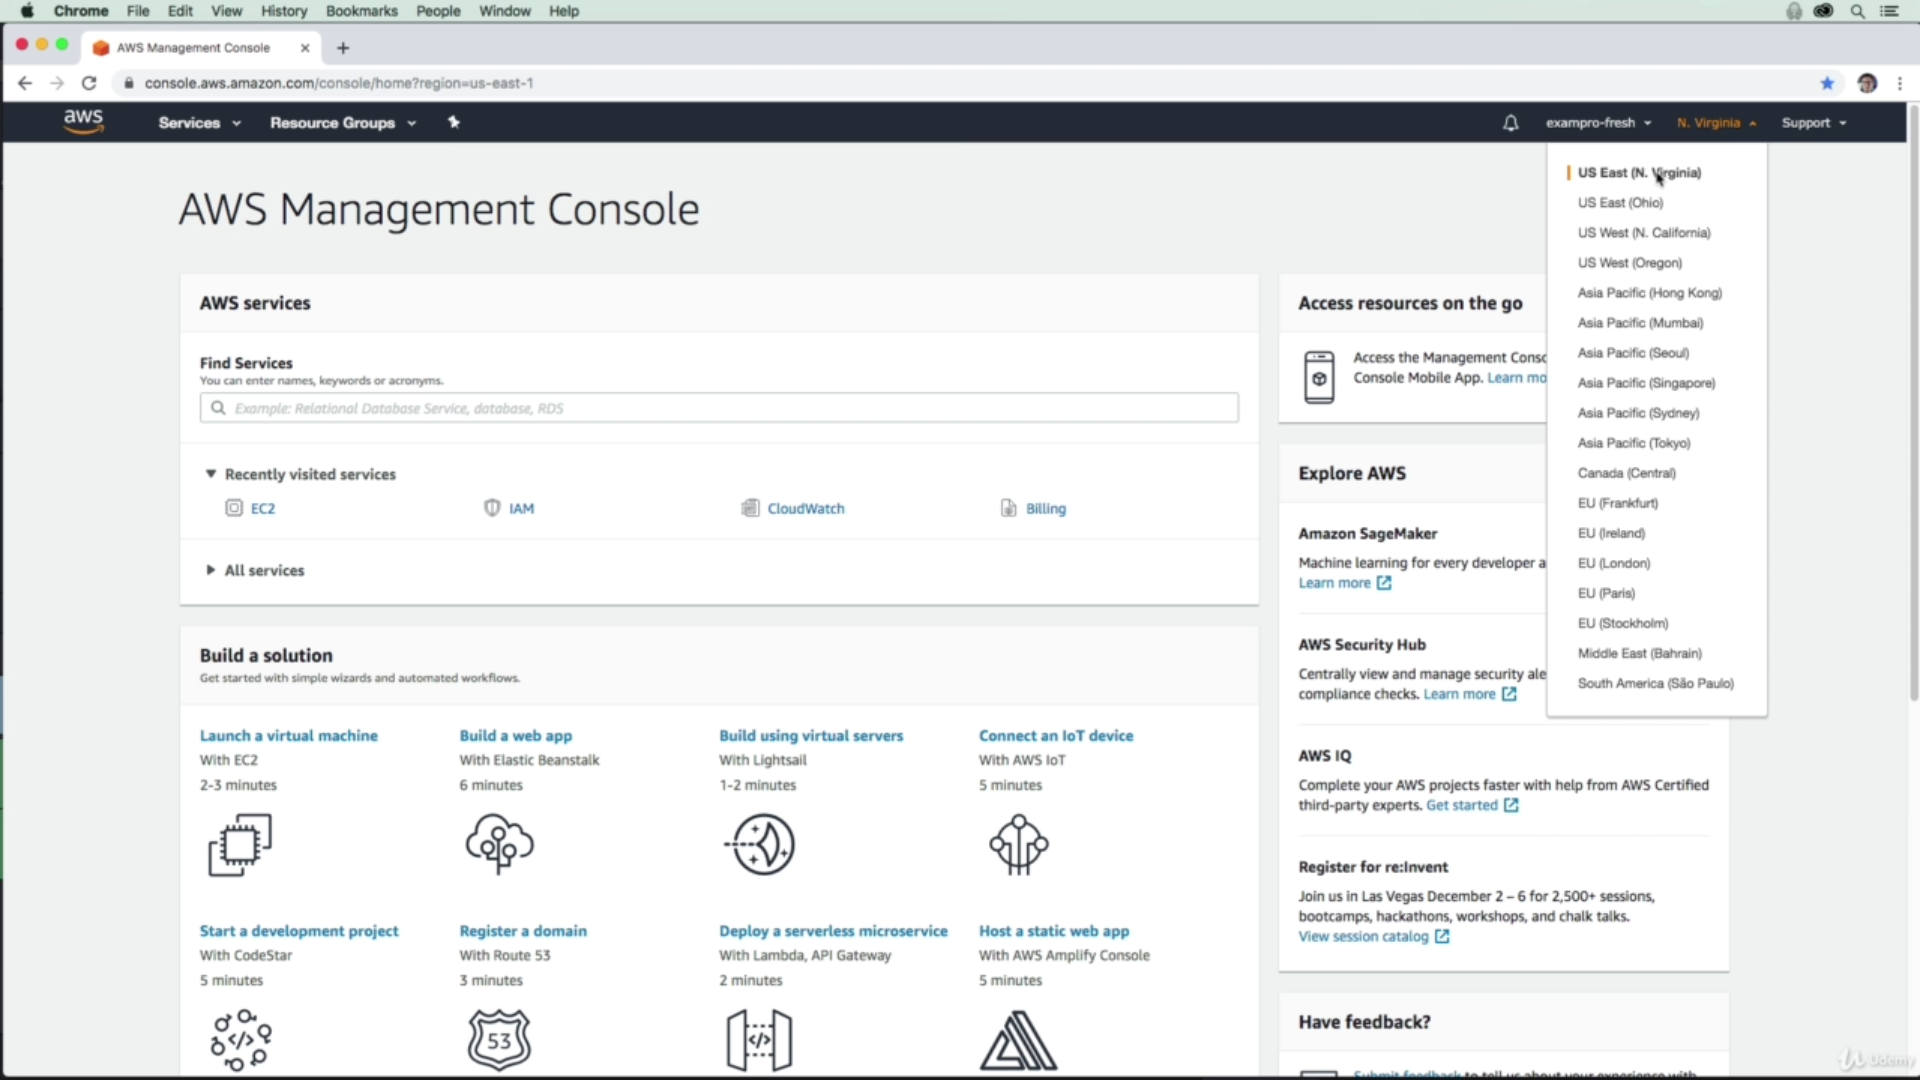 Chrome File Edit View History Bookmarks People Window Help
AWS Management Console
console.aws.amazon.com/console/home?region=us-east-1
aws Services Resource Groups exampro-fresh N. Virginia Support
US East (N. Virginia)
US East (Ohio)
US West (N. California)
US West (Oregon)
Asia Pacific (Hong Kong)
Asia Pacific (Mumbai)
Asia Pacific (Seoul)
Asia Pacific (Singapore)
Asia Pacific (Sydney)
Asia Pacific (Tokyo)
Canada (Central)
EU (Frankfurt)
EU (Ireland)
EU (London)
EU (Paris)
EU (Stockholm)
Middle East (Bahrain)
South America (São Paulo)
AWS Management Console
AWS services
Find Services
You can enter names, keywords or acronyms.
Example: Relational Database Service, database, RDS
Recently visited services
EC2 IAM CloudWatch Billing
All services
Build a solution
Get started with simple wizards and automated workflows.
Launch a virtual machine
With EC2
2-3 minutes
Build a web app
With Elastic Beanstalk
6 minutes
Build using virtual servers
With Lightsail
1-2 minutes
Connect an IoT device
With AWS IoT
5 minutes
Start a development project
With CodeStar
5 minutes
Register a domain
With Route 53
3 minutes
53
Deploy a serverless microservice
With Lambda, API Gateway
2 minutes
</>
Host a static web app
With AWS Amplify Console
5 minutes
</>
Access resources on the go
Access the Management Conso
Console Mobile App. Learn mo
Explore AWS
Amazon SageMaker
Machine learning for every developer a
Learn more
AWS Security Hub
Centrally view and manage security ale
compliance checks. Learn more
AWS IQ
Complete your AWS projects faster with help from AWS Certified
third-party experts. Get started
Register for re:Invent
Join us in Las Vegas December 2 – 6 for 2,500+ sessions,
bootcamps, hackathons, workshops, and chalk talks.
View session catalog
Have feedback?
Submit feedback to tell us about your experience with
Udemy